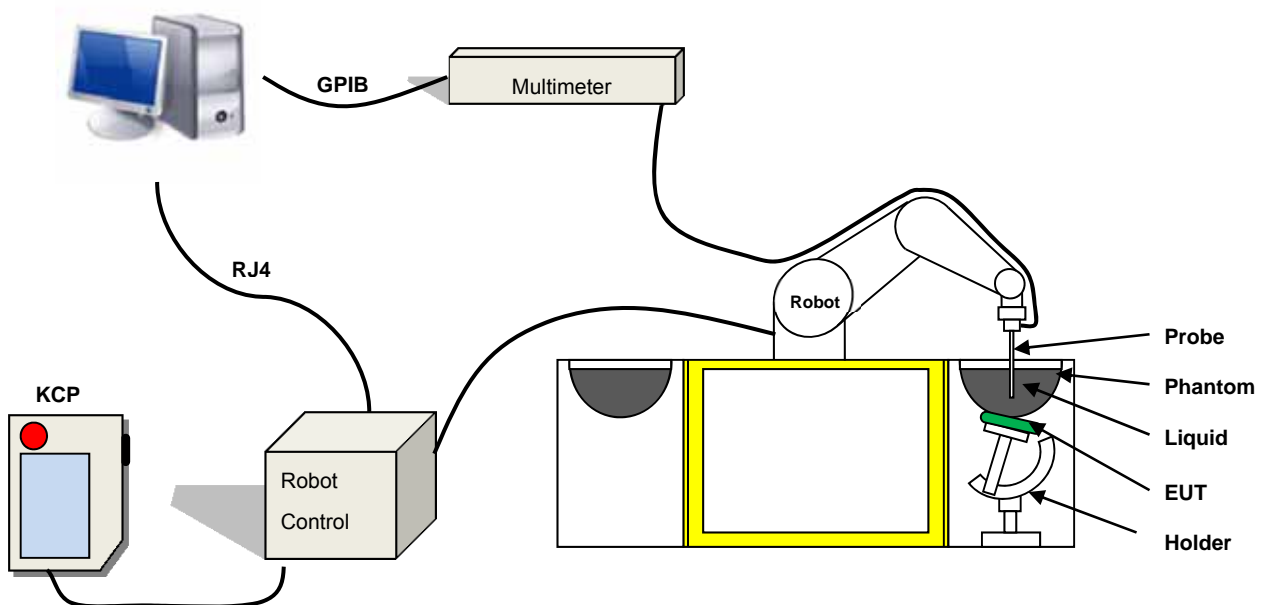 GPIB
Multimeter
RJ4
Robot
Probe
Phantom
KCP
Liquid
Robot
Control
EUT
Holder